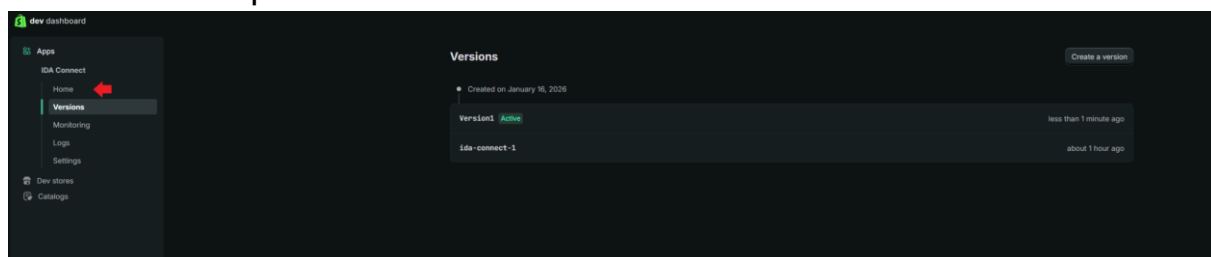 dev dashboard
Apps
IDA Connect
Home
Versions
Monitoring
Logs
Settings
Dev stores
Catalogs
Versions
Create a version
Created on January 16, 2026
Version1 Active
less than 1 minute ago
ida-connect-1
about 1 hour ago